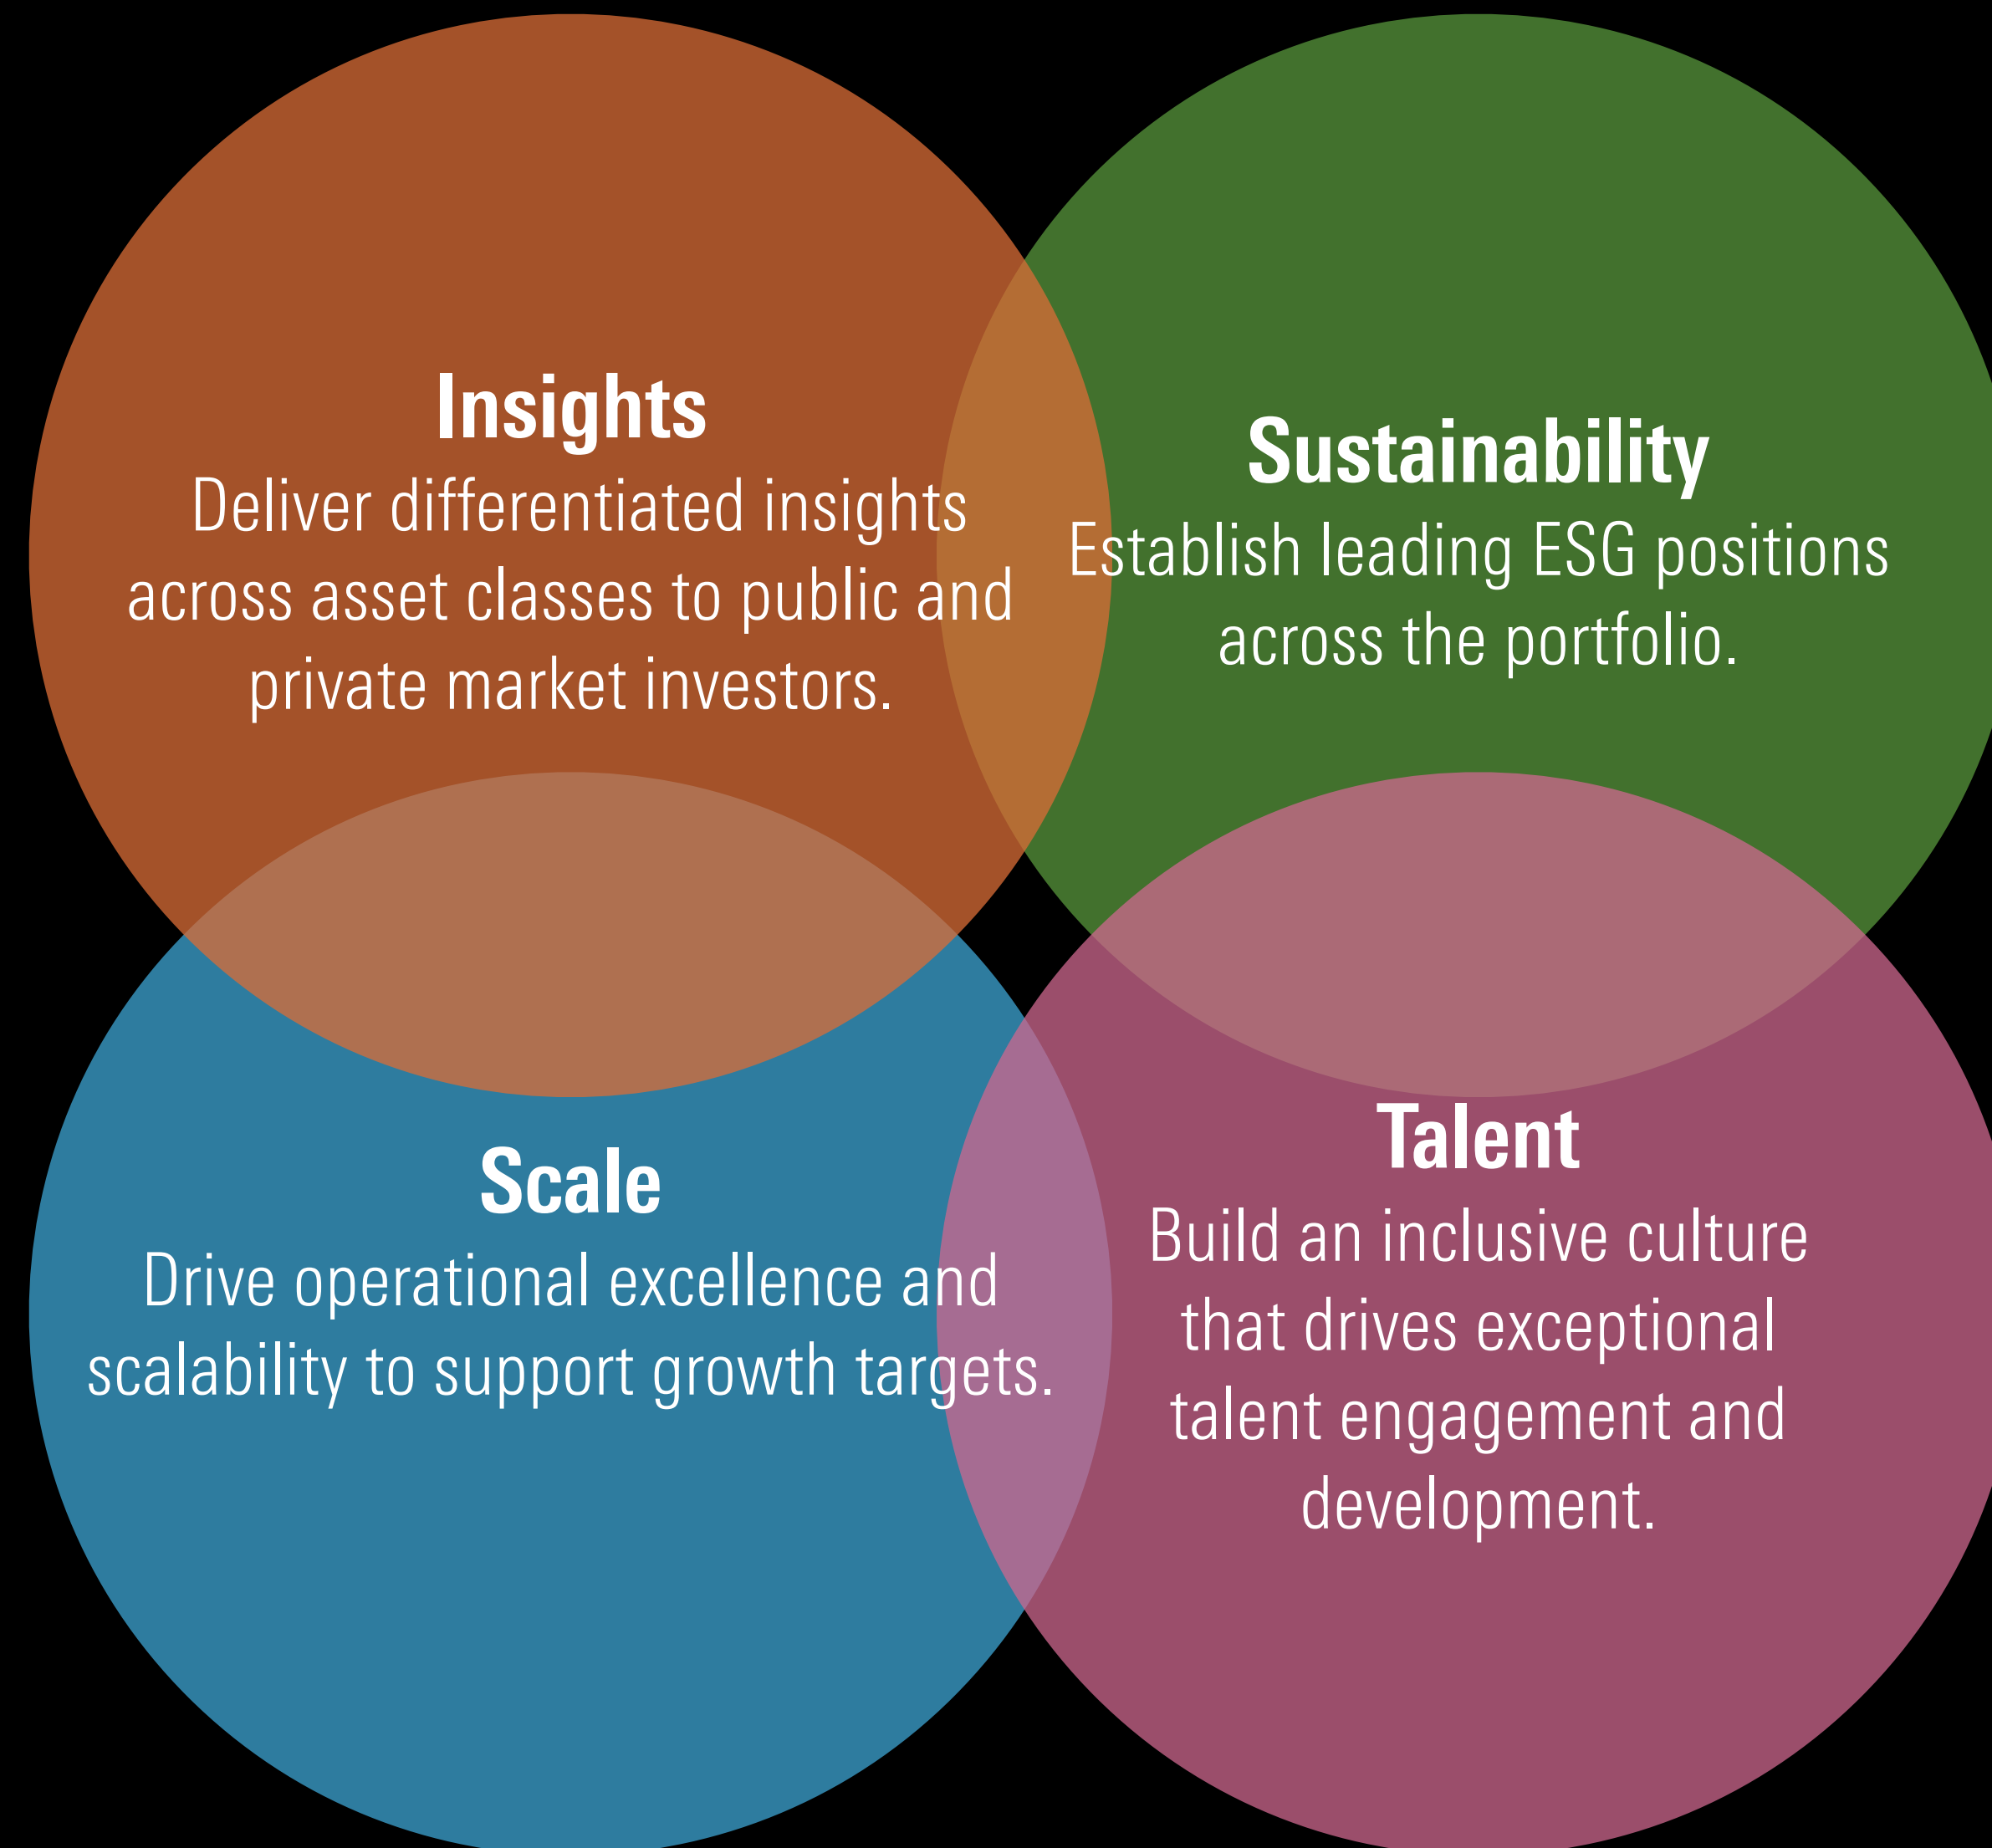 Insights
Deliver differentiated insights
across asset classes to public and
private market investors.
Sustainability
Establish leading ESG positions
across the portfolio.
Scale
Drive operational excellence and
scalability to support growth targets.
Talent
Build an inclusive culture
that drives exceptional
talent engagement and
development.